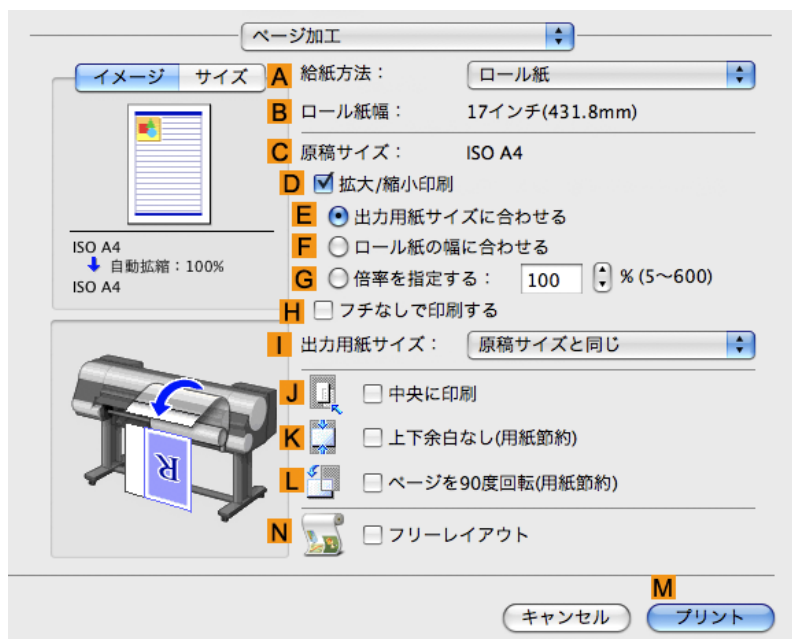 ページ加工
イメージ サイズ
A 給紙方法： ロール紙
B ロール紙幅： 17インチ(431.8mm)
C 原稿サイズ： ISO A4
D 拡大/縮小印刷
E 出力用紙サイズに合わせる
F ロール紙の幅に合わせる
G 倍率を指定する： 100 % (5～600)
H フチなしで印刷する
I 出力用紙サイズ： 原稿サイズと同じ
ISO A4
自動拡縮：100%
ISO A4
R
J 中央に印刷
K 上下余白なし(用紙節約)
L ページを90度回転(用紙節約)
N フリーレイアウト
M
キャンセル プリント